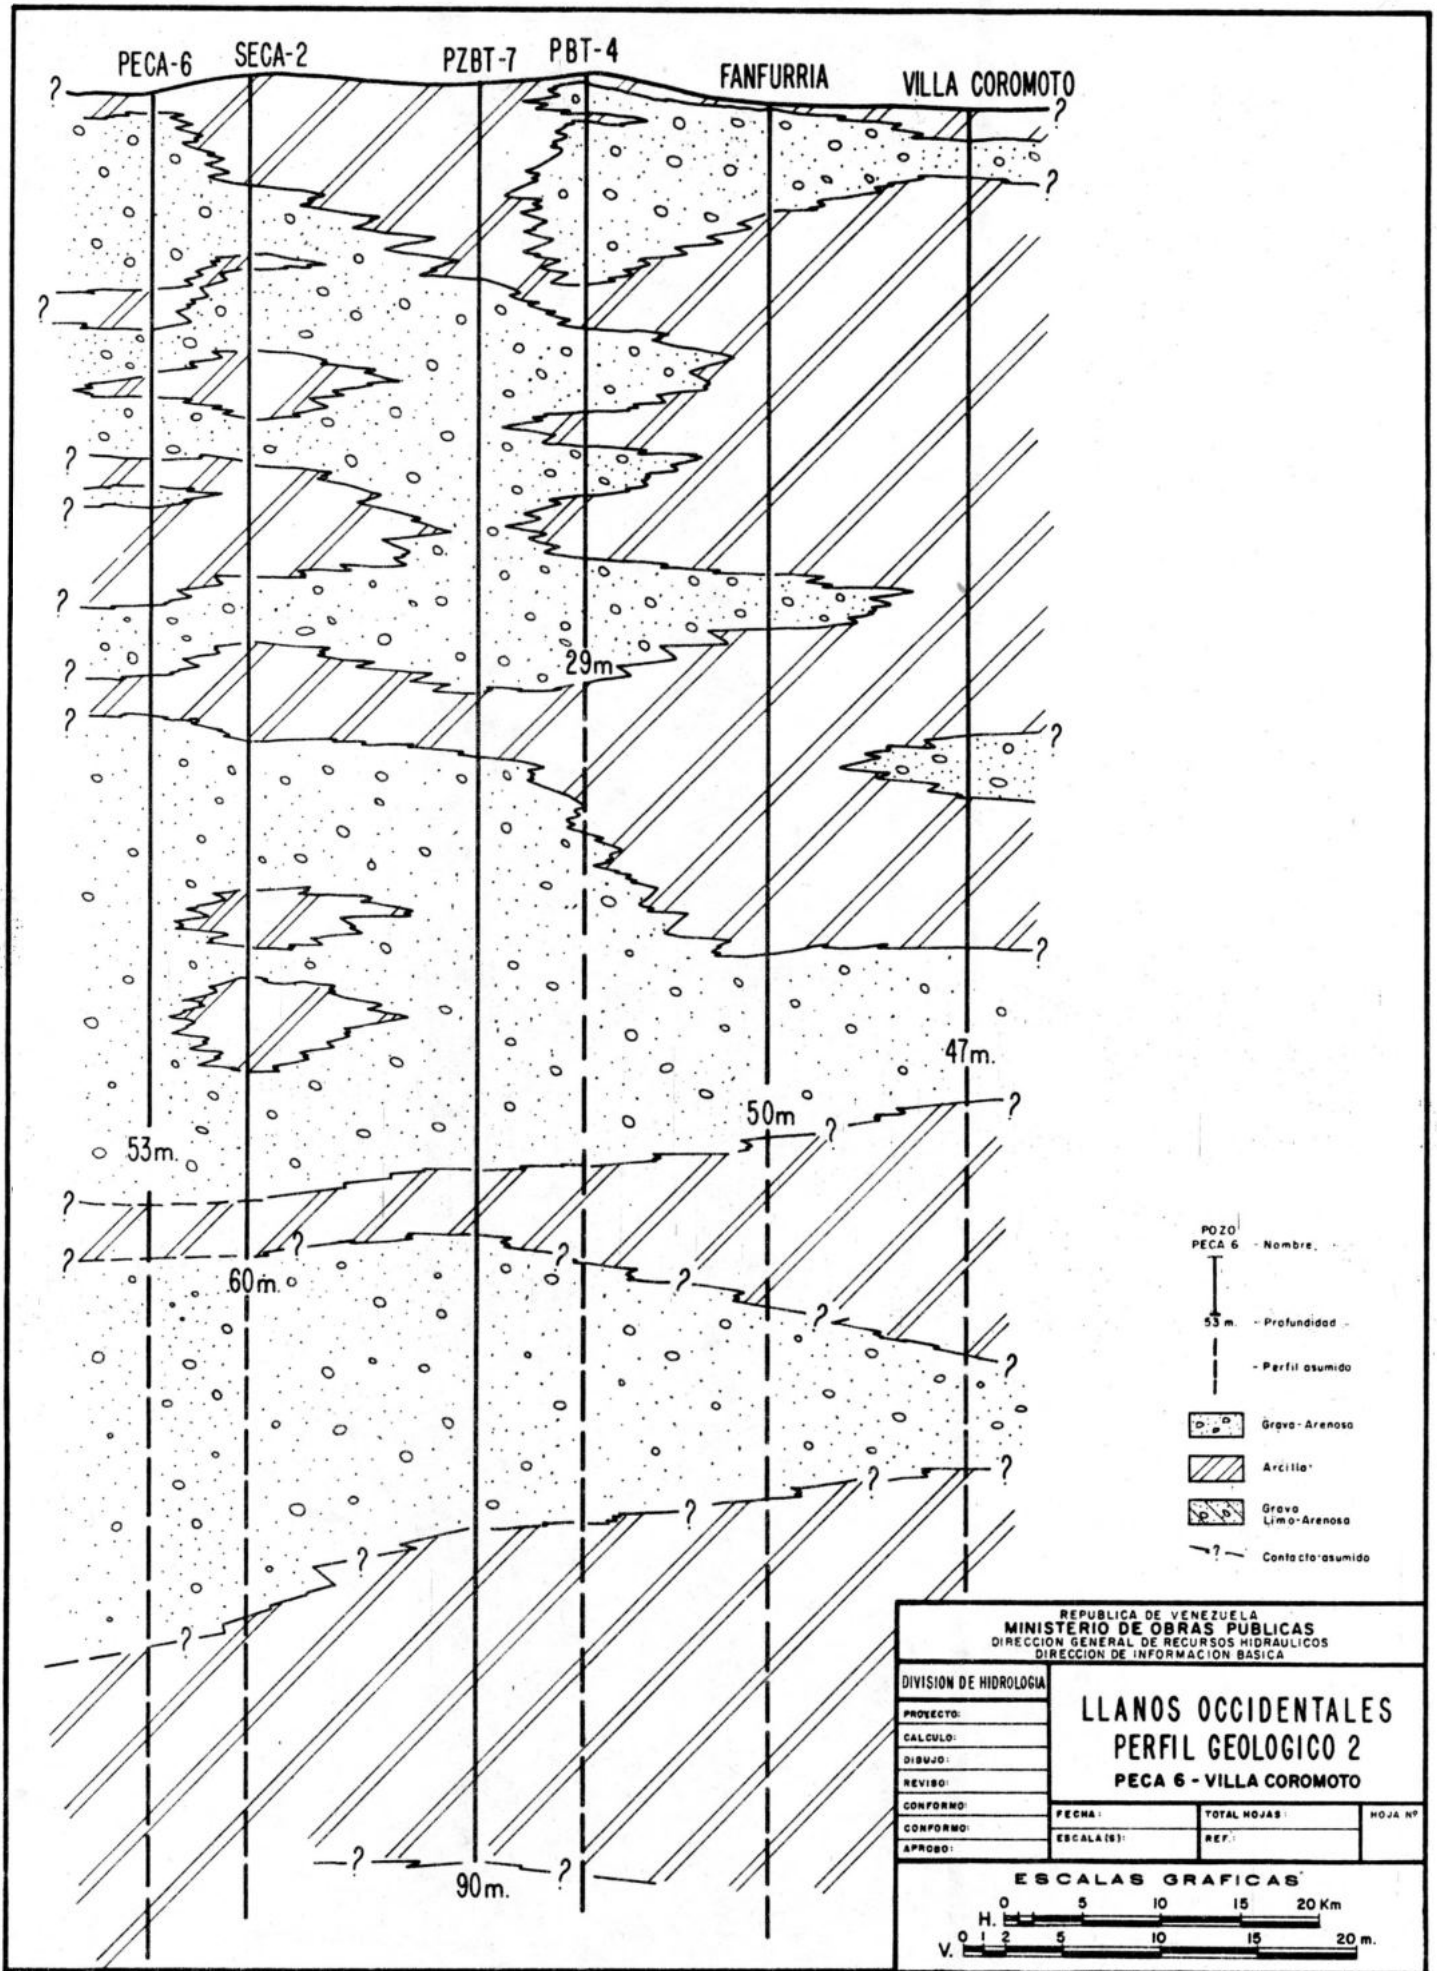 PECA-6
SECA-2
PZBT-7
PBT-4
FANFURRIA
VILLA COROMOTO
?
?
?
?
?
?
?
?
?
29m
?
?
?
?
47m.
?
50m
?
53m.
?
?
?
?
60m.
?
?
?
?
?
?
?
?
?
?
90m.
POZO
PECA 6 - Nombre.
53 m. - Profundidad
- Perfil asumido
Grava-Arenosa
Arcilla
Grava
Limo-Arenosa
? Contacto asumido
REPUBLICA DE VENEZUELA
MINISTERIO DE OBRAS PUBLICAS
DIRECCION GENERAL DE RECURSOS HIDRAULICOS
DIRECCION DE INFORMACION BASICA
DIVISION DE HIDROLOGIA
PROYECTO:
CALCULO:
DIBUJO:
REVISO:
CONFORMO:
CONFORMO:
APROBO:
LLANOS OCCIDENTALES
PERFIL GEOLOGICO 2
PECA 6 - VILLA COROMOTO
FECHA:
TOTAL HOJAS:
HOJA Nº
ESCALA(S):
REF.:
ESCALAS GRAFICAS
0 5 10 15 20 Km
H.
V. 0 1 2 5 10 15 20 m.